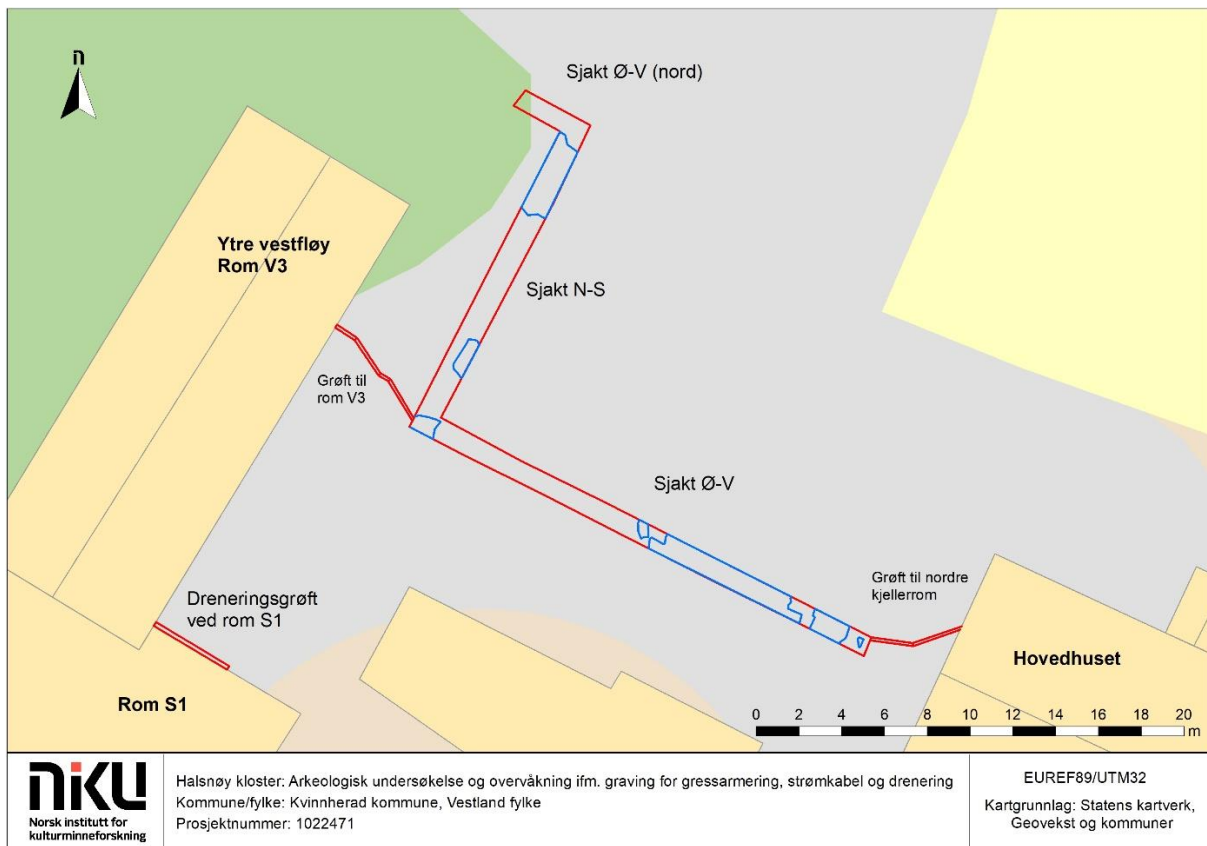 n
Sjakt Ø-V (nord)
Ytre vestfløy
Rom V3
Sjakt N-S
Grøft til
rom V3
Sjakt Ø-V
Grøft til nordre
kjellerrom
Dreneringsgrøft
ved rom S1
Hovedhuset
Rom S1
0 2 4 6 8 10 12 14 16 18 20
m
NIKU
Norsk institutt for
kulturminneforskning
Halsnøy kloster: Arkeologisk undersøkelse og overvåkning ifm. graving for gressarmering, strømkabel og drenering
Kommune/fylke: Kvinnherad kommune, Vestland fylke
Prosjektnummer: 1022471
EUREF89/UTM32
Kartgrunnlag: Statens kartverk,
Geovekst og kommuner